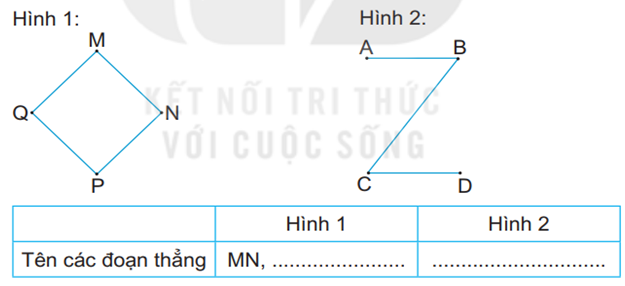 Hình 1:
Hình 2:
M
A
B
Q
N
KẾT NỐI TRI THỨC
VỚI CUỘC SỐNG
P
C
D
Hình 1
Hình 2
Tên các đoạn thẳng
MN, .......................
..............................